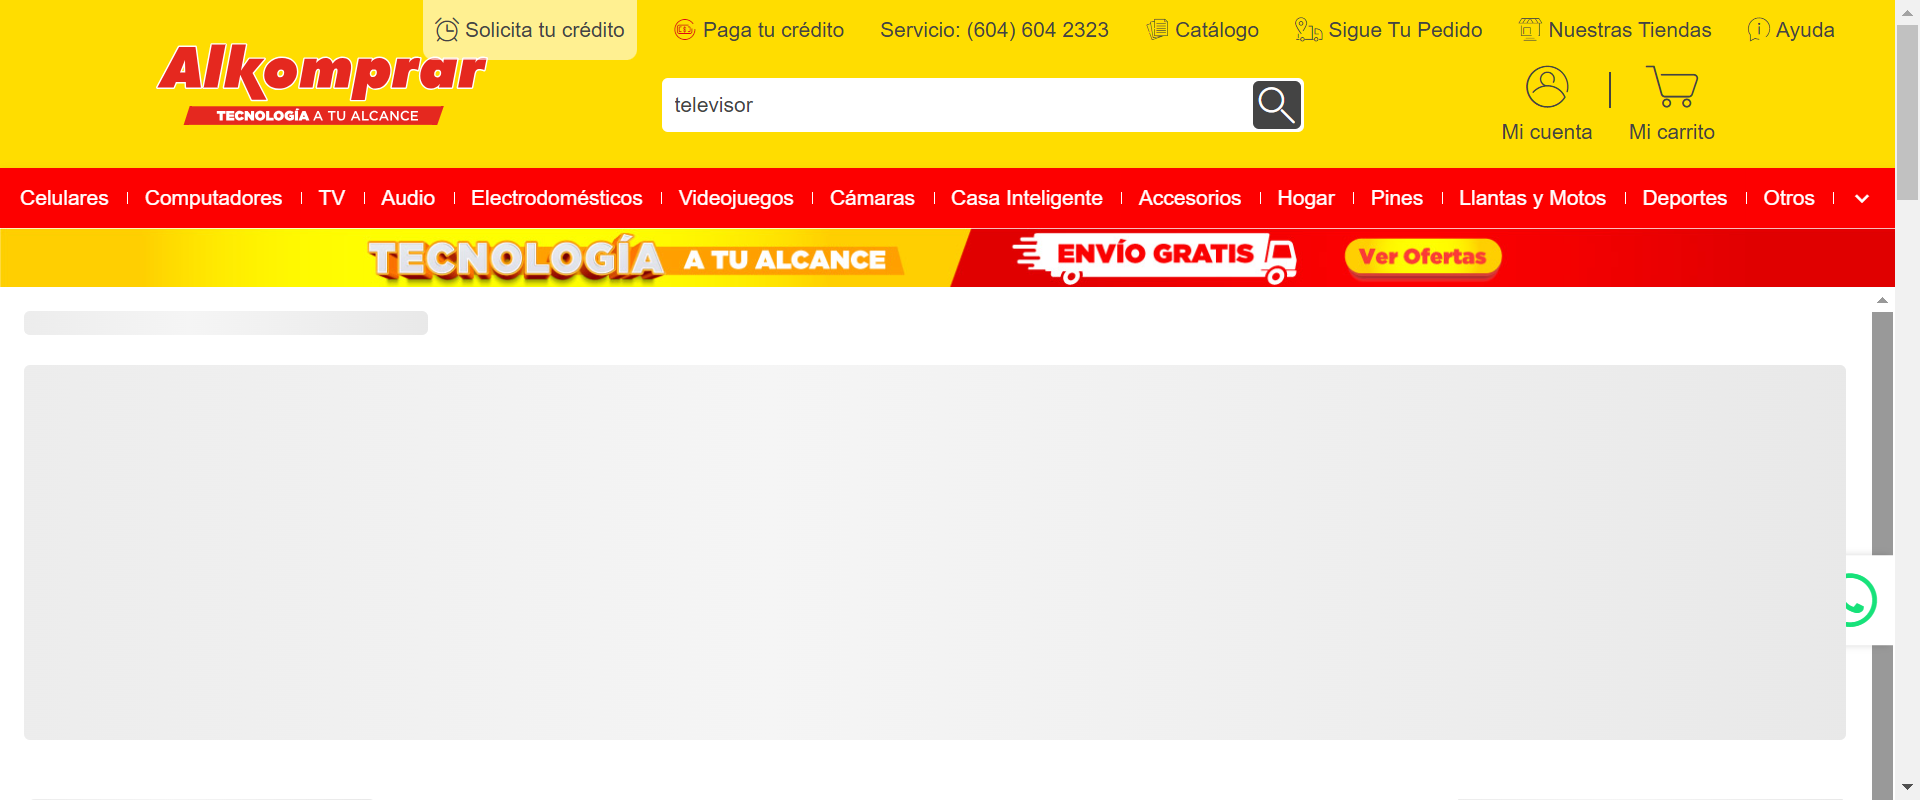 Solicita tu crédito
Paga tu crédito
Servicio: (604) 604 2323
Catálogo
Sigue Tu Pedido
Nuestras Tiendas
Ayuda
Alkomprar
TECNOLOGÍA A TU ALCANCE
televisor
Mi cuenta
Mi carrito
Celulares
Computadores
TV
Audio
Electrodomésticos
Videojuegos
Cámaras
Casa Inteligente
Accesorios
Hogar
Pines
Llantas y Motos
Deportes
Otros
TECNOLOGÍA A TU ALCANCE
ENVÍO GRATIS
Ver Ofertas